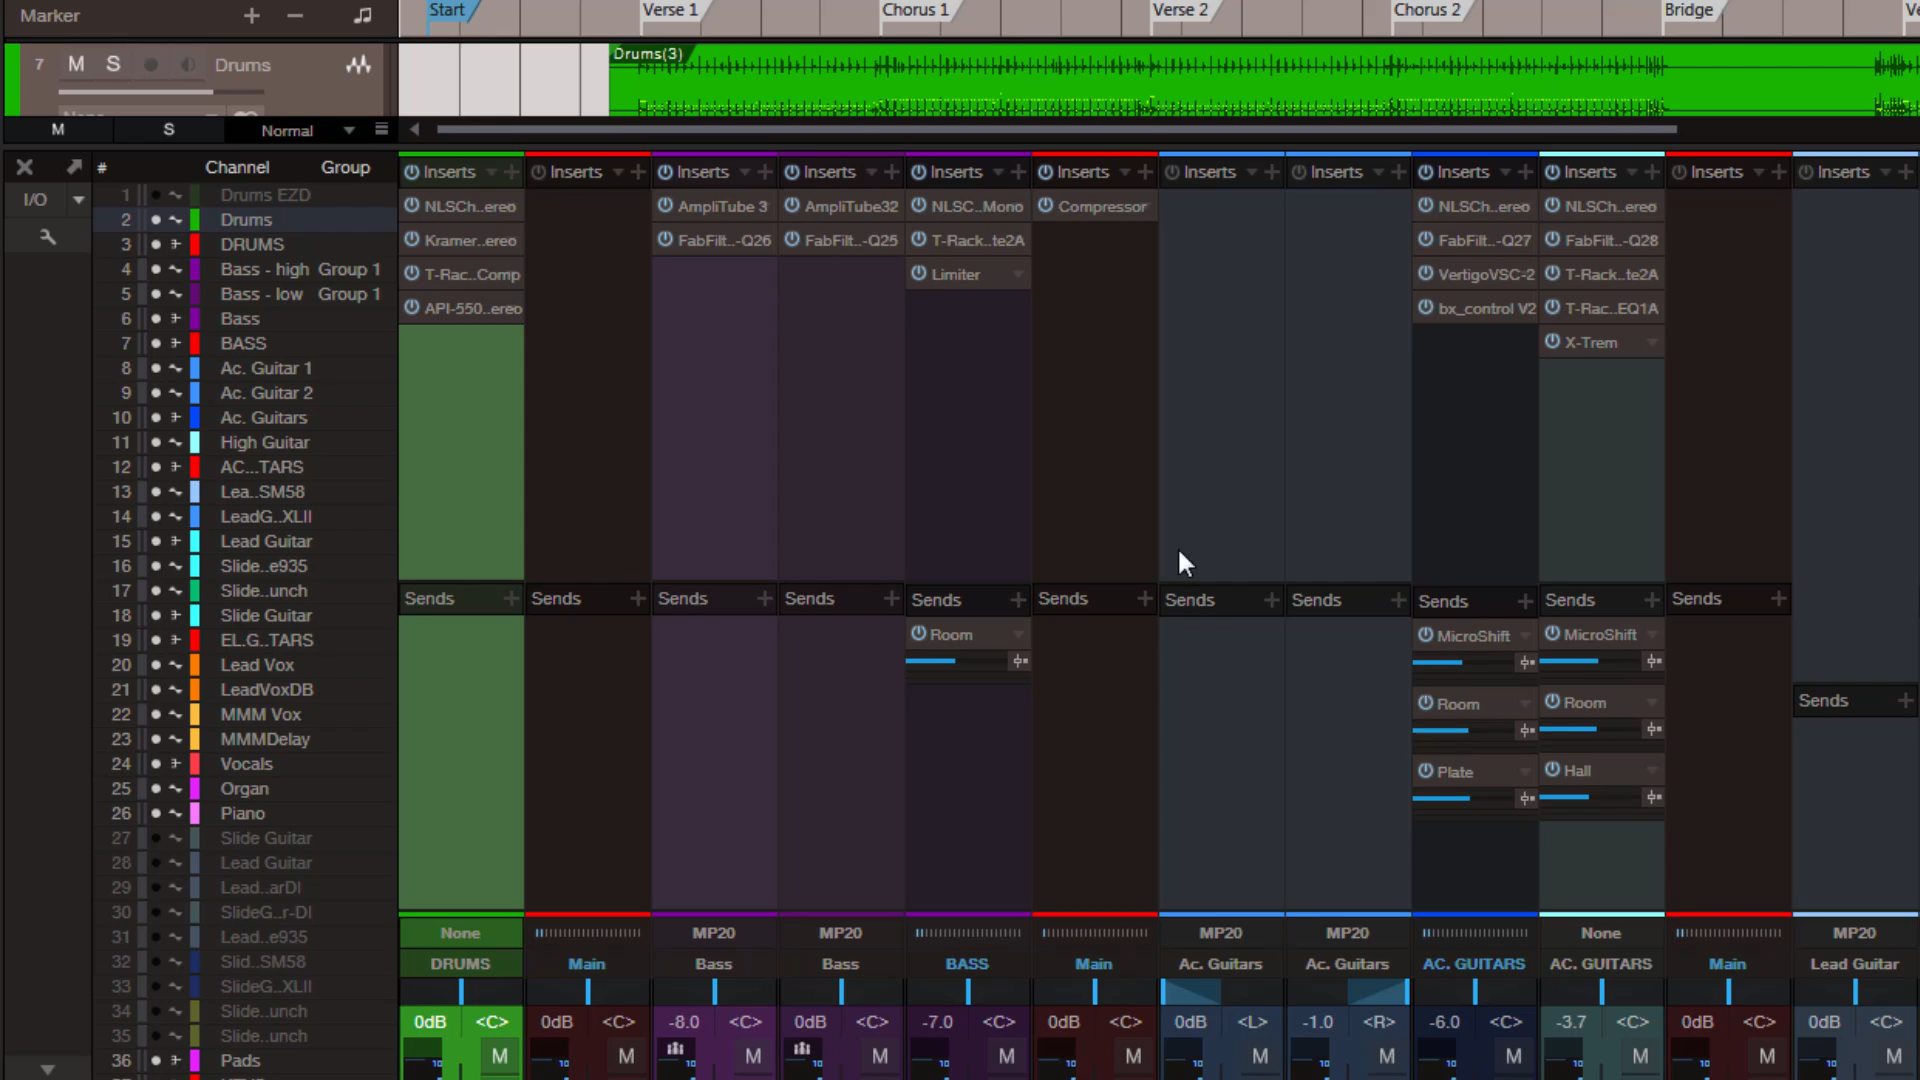 Marker + − Start Verse 1 Chorus 1 Verse 2 Chorus 2 Bridge
7 M S Drums Drums(3)
M S Normal
# Channel Group
I/O
1 Drums EZD
2 Drums
3 DRUMS
4 Bass - high Group 1
5 Bass - low Group 1
6 Bass
7 BASS
8 Ac. Guitar 1
9 Ac. Guitar 2
10 Ac. Guitars
11 High Guitar
12 AC...TARS
13 Lea..SM58
14 LeadG..XLII
15 Lead Guitar
16 Slide..e935
17 Slide..unch
18 Slide Guitar
19 EL.G..TARS
20 Lead Vox
21 LeadVoxDB
22 MMM Vox
23 MMMDelay
24 Vocals
25 Organ
26 Piano
27 Slide Guitar
28 Lead Guitar
29 Lead..arDI
30 SlideG..r-DI
31 Lead..e935
32 Slid..SM58
33 SlideG..XLII
34 Slide..unch
35 Slide..unch
36 Pads
Inserts Inserts Inserts Inserts Inserts Inserts Inserts Inserts Inserts Inserts Inserts Inserts
NLSCh..ereo AmpliTube 3 AmpliTube32 NLSC..Mono Compressor NLSCh..ereo NLSCh..ereo
Kramer..ereo FabFilt..-Q26 FabFilt..-Q25 T-Rack..te2A FabFilt..-Q27 FabFilt..-Q28
T-Rac..Comp Limiter VertigoVSC-2 T-Rack..te2A
API-550..ereo bx_control V2 T-Rac..EQ1A
X-Trem
Sends Sends Sends Sends Sends Sends Sends Sends Sends Sends Sends
Room MicroShift MicroShift
Room Room
Sends
Plate Hall
None MP20 MP20 MP20 MP20 None MP20
DRUMS Main Bass Bass BASS Main Ac. Guitars Ac. Guitars AC. GUITARS AC. GUITARS Main Lead Guitar
0dB <C> 0dB <C> -8.0 <C> 0dB <C> -7.0 <C> 0dB <C> 0dB <L> -1.0 <R> -6.0 <C> -3.7 <C> 0dB <C> 0dB <C>
M M M M M M M M M M M M
10 10 10 10 10 10 10 10 10 10 10 10